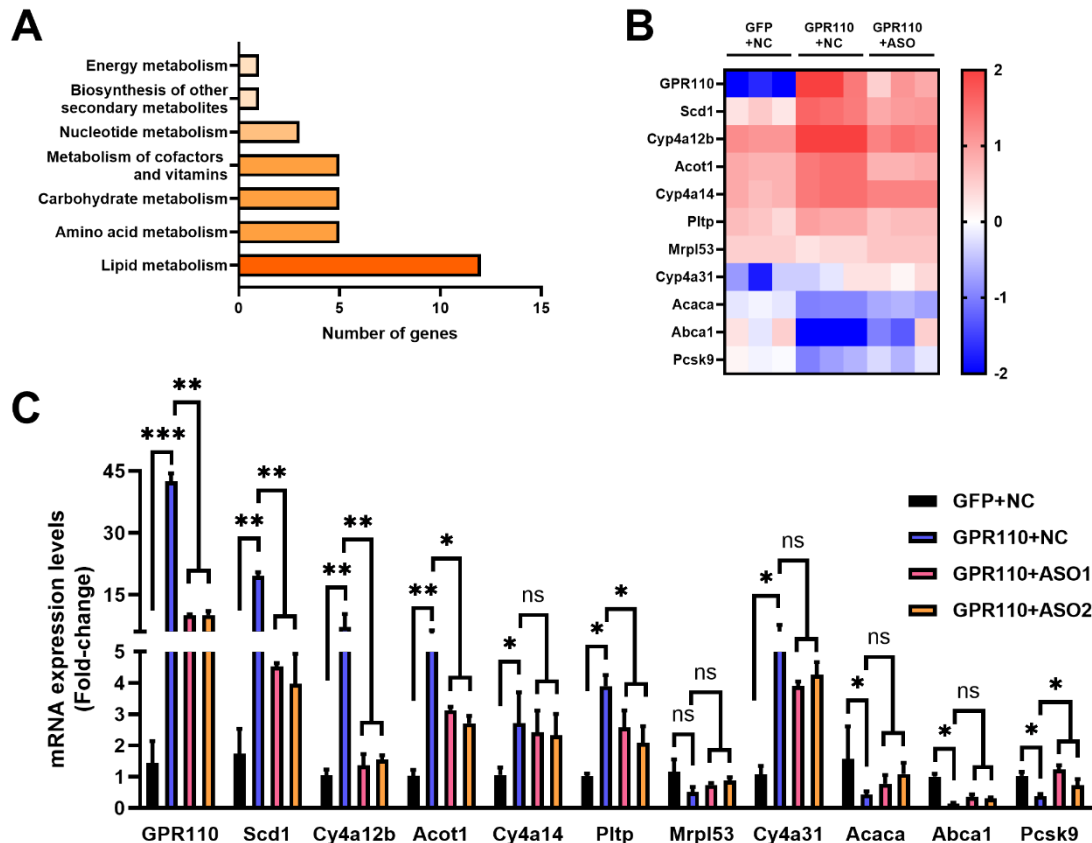 A
Energy metabolism
Biosynthesis of other
secondary metabolites
Nucleotide metabolism
Metabolism of cofactors
and vitamins
Carbohydrate metabolism
Amino acid metabolism
Lipid metabolism
0 5 10 15
Number of genes
B
GFP
+NC
GPR110
+NC
GPR110
+ASO
GPR110
Scd1
Cyp4a12b
Acot1
Cyp4a14
Pltp
Mrpl53
Cyp4a31
Acaca
Abca1
Pcsk9
2
1
0
-1
-2
C
mRNA expression levels
(Fold-change)
45
30
15
5
4
3
2
1
0
*** **
** **
** **
** *
* ns
* *
ns ns
* ns
* ns
* ns
* *
GFP+NC
GPR110+NC
GPR110+ASO1
GPR110+ASO2
GPR110 Scd1 Cy4a12b Acot1 Cy4a14 Pltp Mrpl53 Cy4a31 Acaca Abca1 Pcsk9